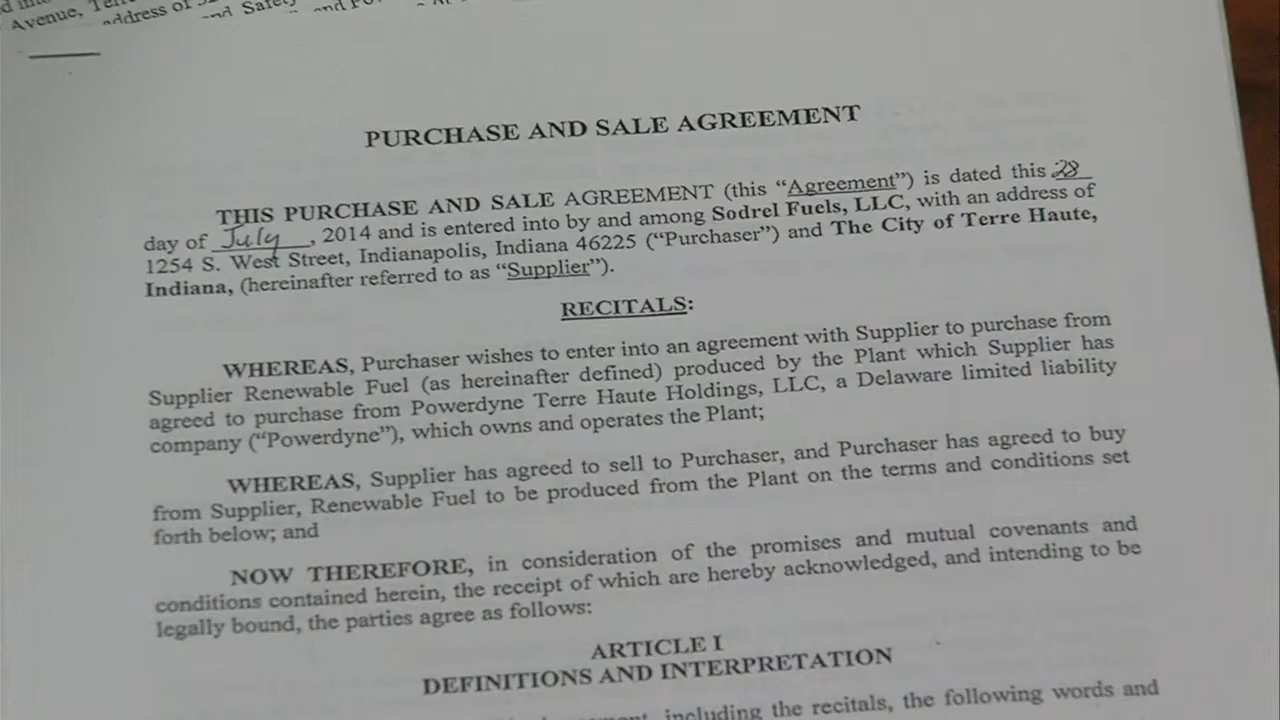 Avenue,
address of
and Safety
PURCHASE AND SALE AGREEMENT
THIS PURCHASE AND SALE AGREEMENT (this “Agreement”) is dated this 28
day of July, 2014 and is entered into by and among Sodrel Fuels, LLC, with an address of
1254 S. West Street, Indianapolis, Indiana 46225 (“Purchaser”) and The City of Terre Haute,
Indiana, (hereinafter referred to as “Supplier”).
RECITALS:
WHEREAS, Purchaser wishes to enter into an agreement with Supplier to purchase from
Supplier Renewable Fuel (as hereinafter defined) produced by the Plant which Supplier has
agreed to purchase from Powerdyne Terre Haute Holdings, LLC, a Delaware limited liability
company (“Powerdyne”), which owns and operates the Plant;
WHEREAS, Supplier has agreed to sell to Purchaser, and Purchaser has agreed to buy
from Supplier, Renewable Fuel to be produced from the Plant on the terms and conditions set
forth below; and
NOW THEREFORE, in consideration of the promises and mutual covenants and
conditions contained herein, the receipt of which are hereby acknowledged, and intending to be
legally bound, the parties agree as follows:
ARTICLE I
DEFINITIONS AND INTERPRETATION
including the recitals, the following words and